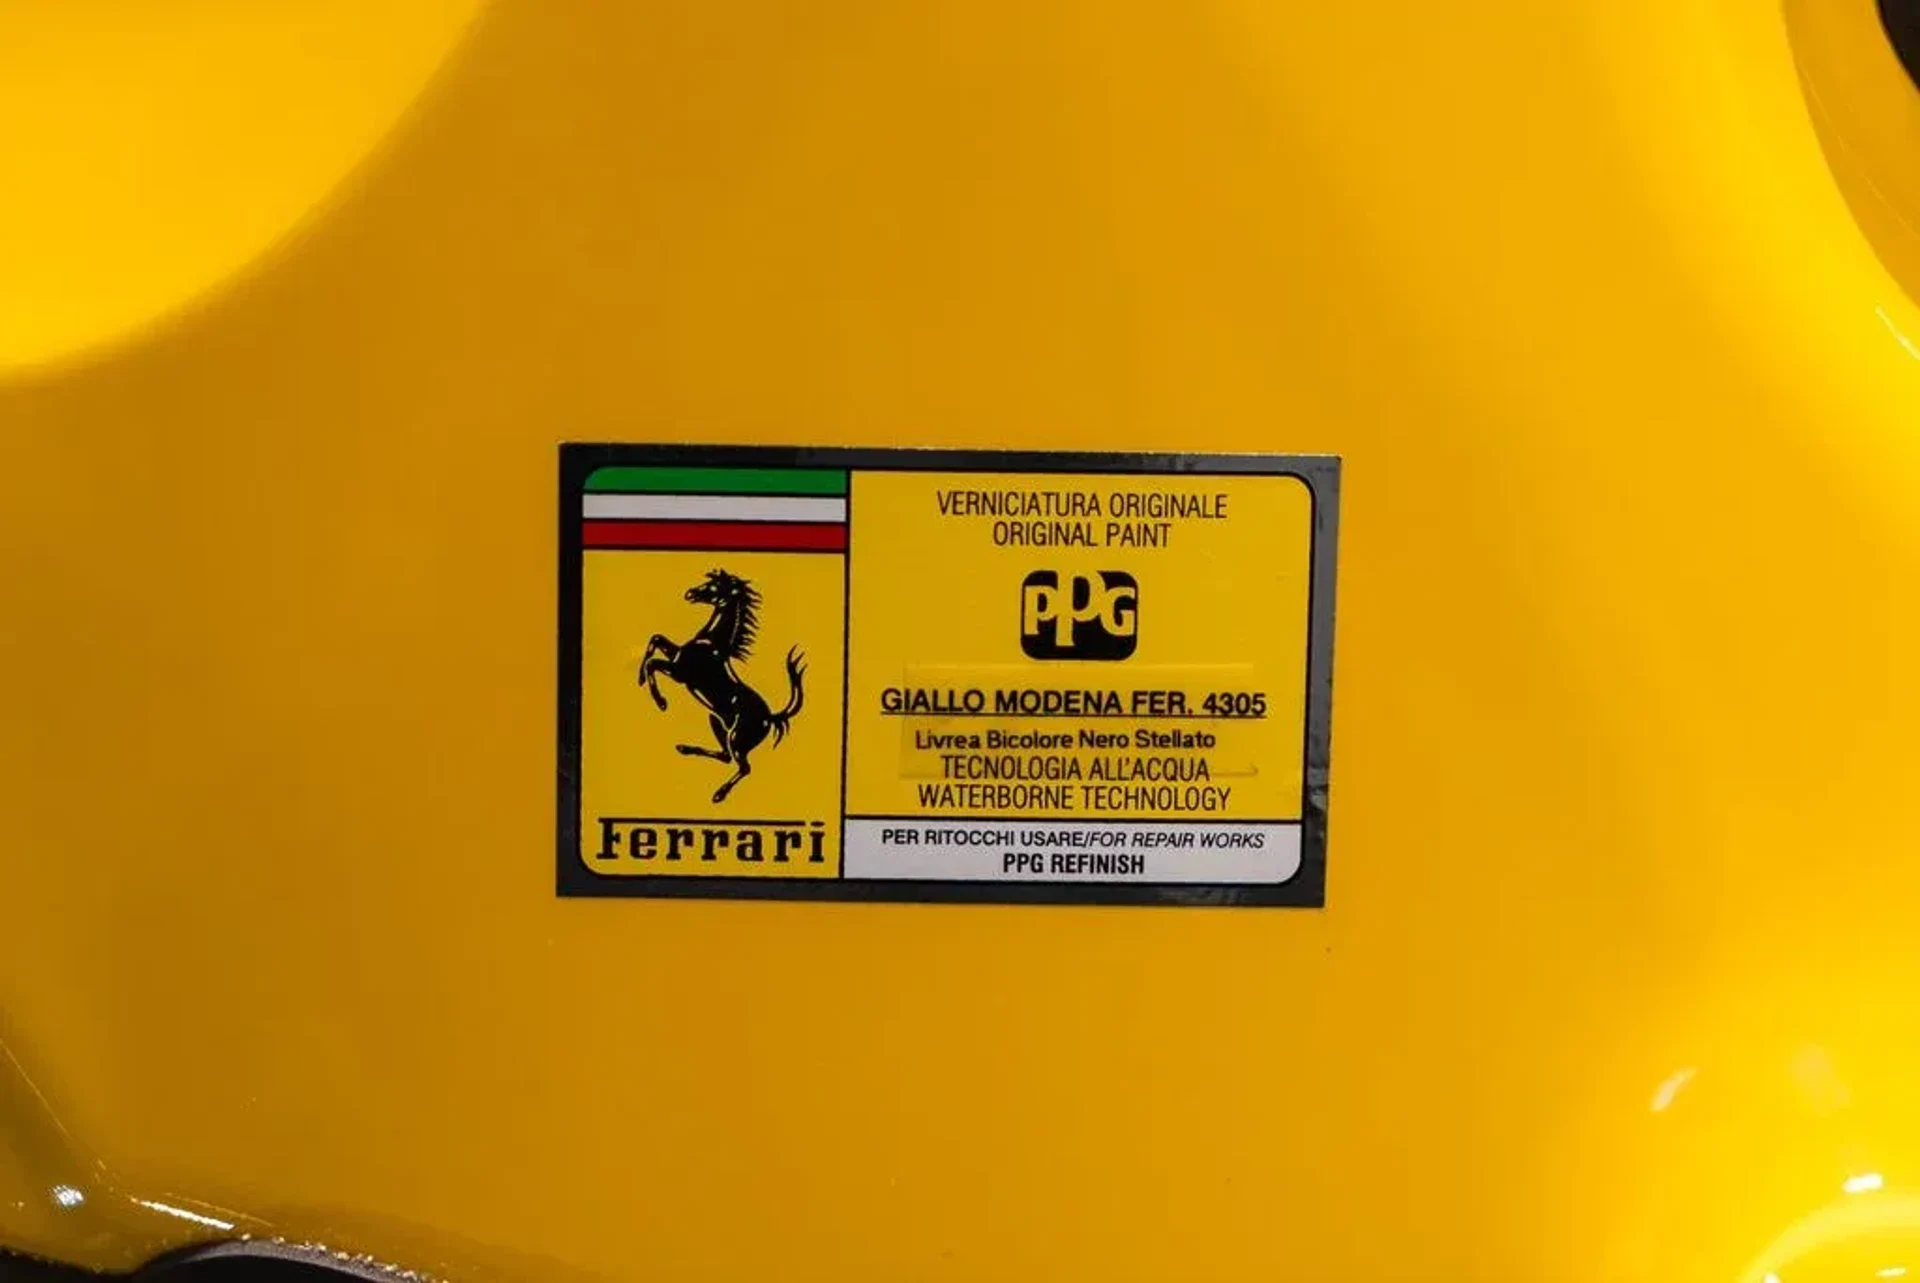 VERNICIATURA ORIGINALE
ORIGINAL PAINT
PPG
GIALLO MODENA FER. 4305
Livrea Bicolore Nero Stellato
TECNOLOGIA ALL'ACQUA
WATERBORNE TECHNOLOGY
PER RITOCCHI USARE/FOR REPAIR WORKS
PPG REFINISH
Ferrari